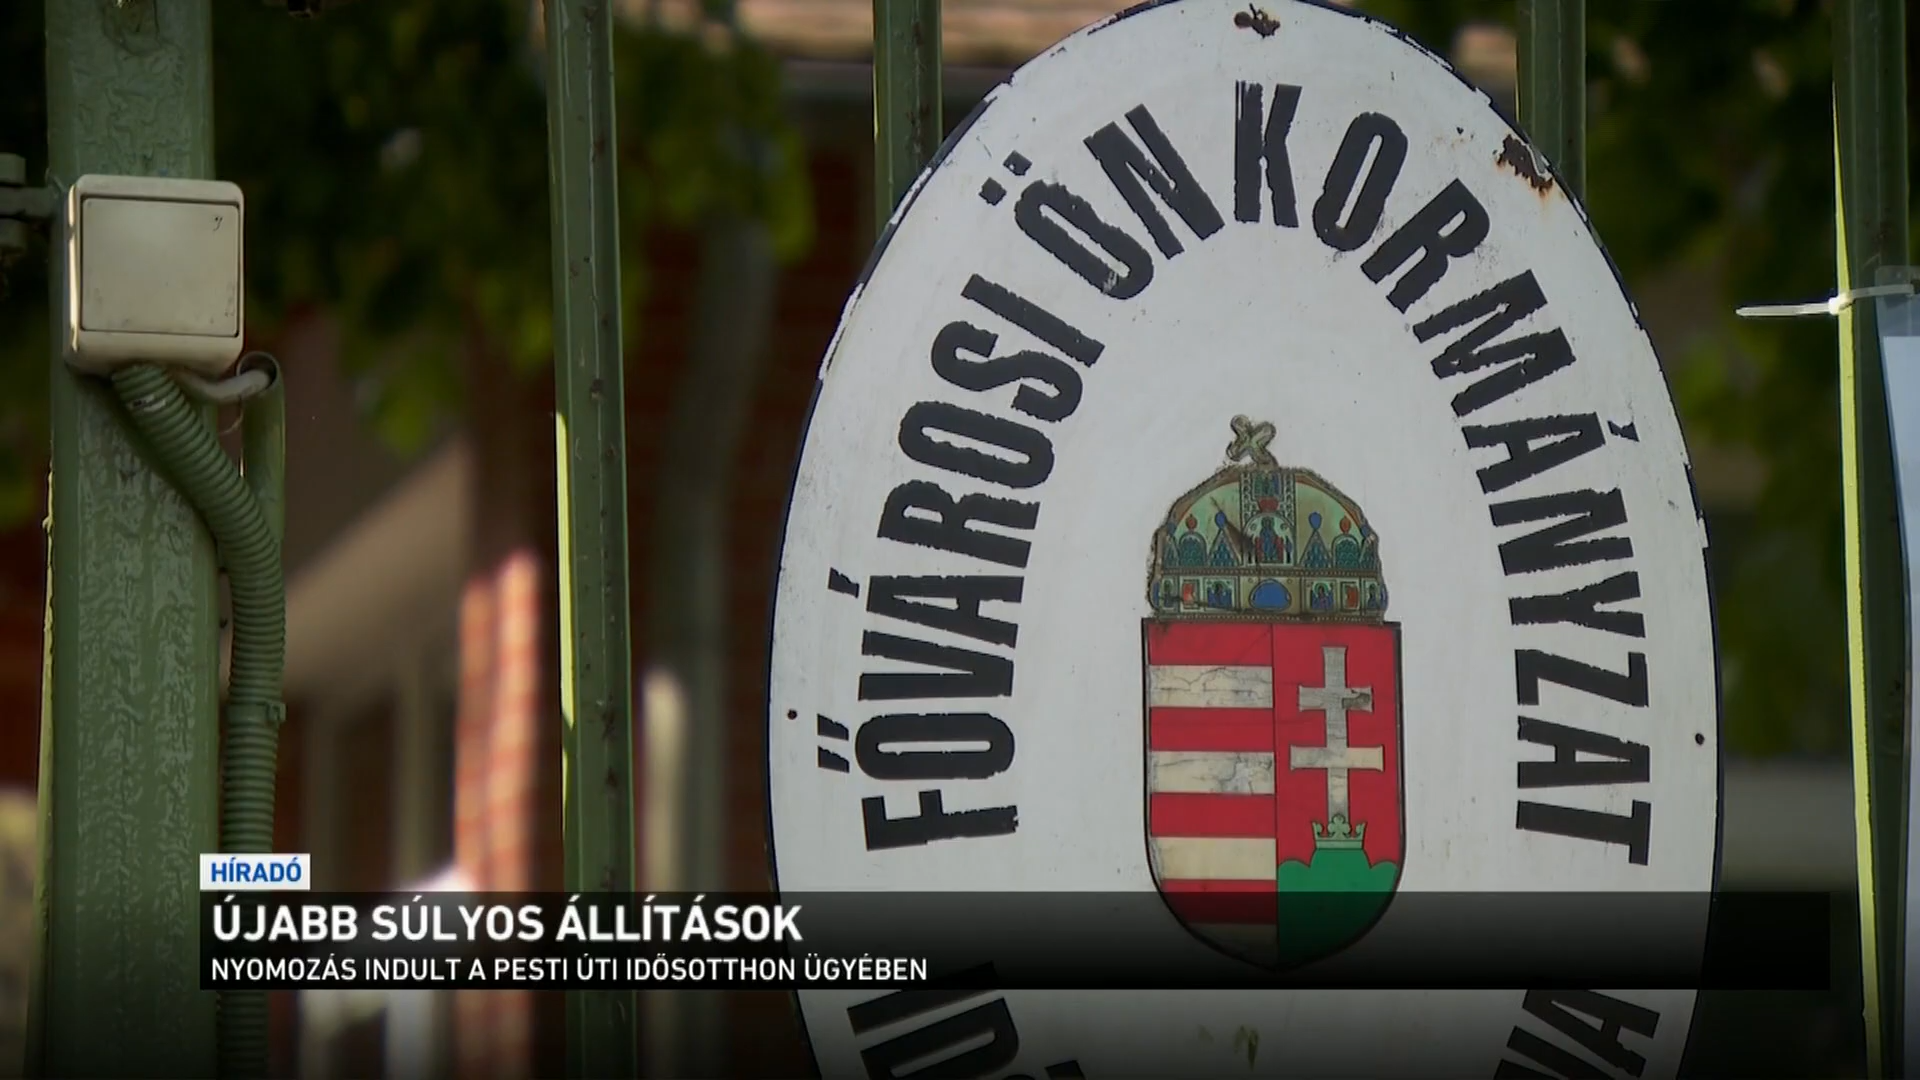 FŐVÁROSI ÖNKORMÁNYZAT
HÍRADÓ
ÚJABB SÚLYOS ÁLLÍTÁSOK
NYOMOZÁS INDULT A PESTI ÚTI IDŐSOTTHON ÜGYÉBEN